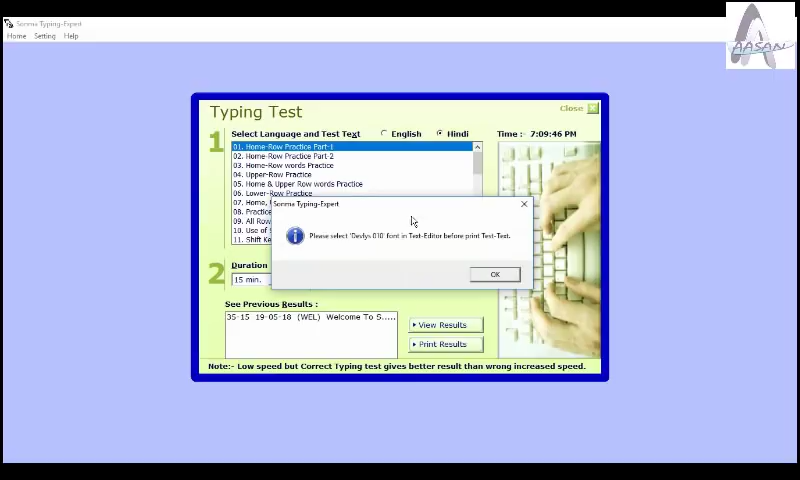 Sonma Typing-Expert
Home Setting Help
AASAN
Typing Test
Close
1
Select Language and Test Text
English
Hindi
Time :- 7:09:46 PM
01. Home-Row Practice Part-1
02. Home-Row Practice Part-2
03. Home-Row words Practice
04. Upper-Row Practice
05. Home & Upper Row words Practice
06. Lower-Row Practice
07. Home,
08. Practice
09. All Row
10. Use of
11. Shift Ke
Sonma Typing-Expert
Please select 'Devlys 010' font in Text-Editor before print Test-Text.
OK
2
Duration
15 min.
See Previous Results :
35-15 19-05-18 (WEL) Welcome To S.....
View Results
Print Results
Note:- Low speed but Correct Typing test gives better result than wrong increased speed.